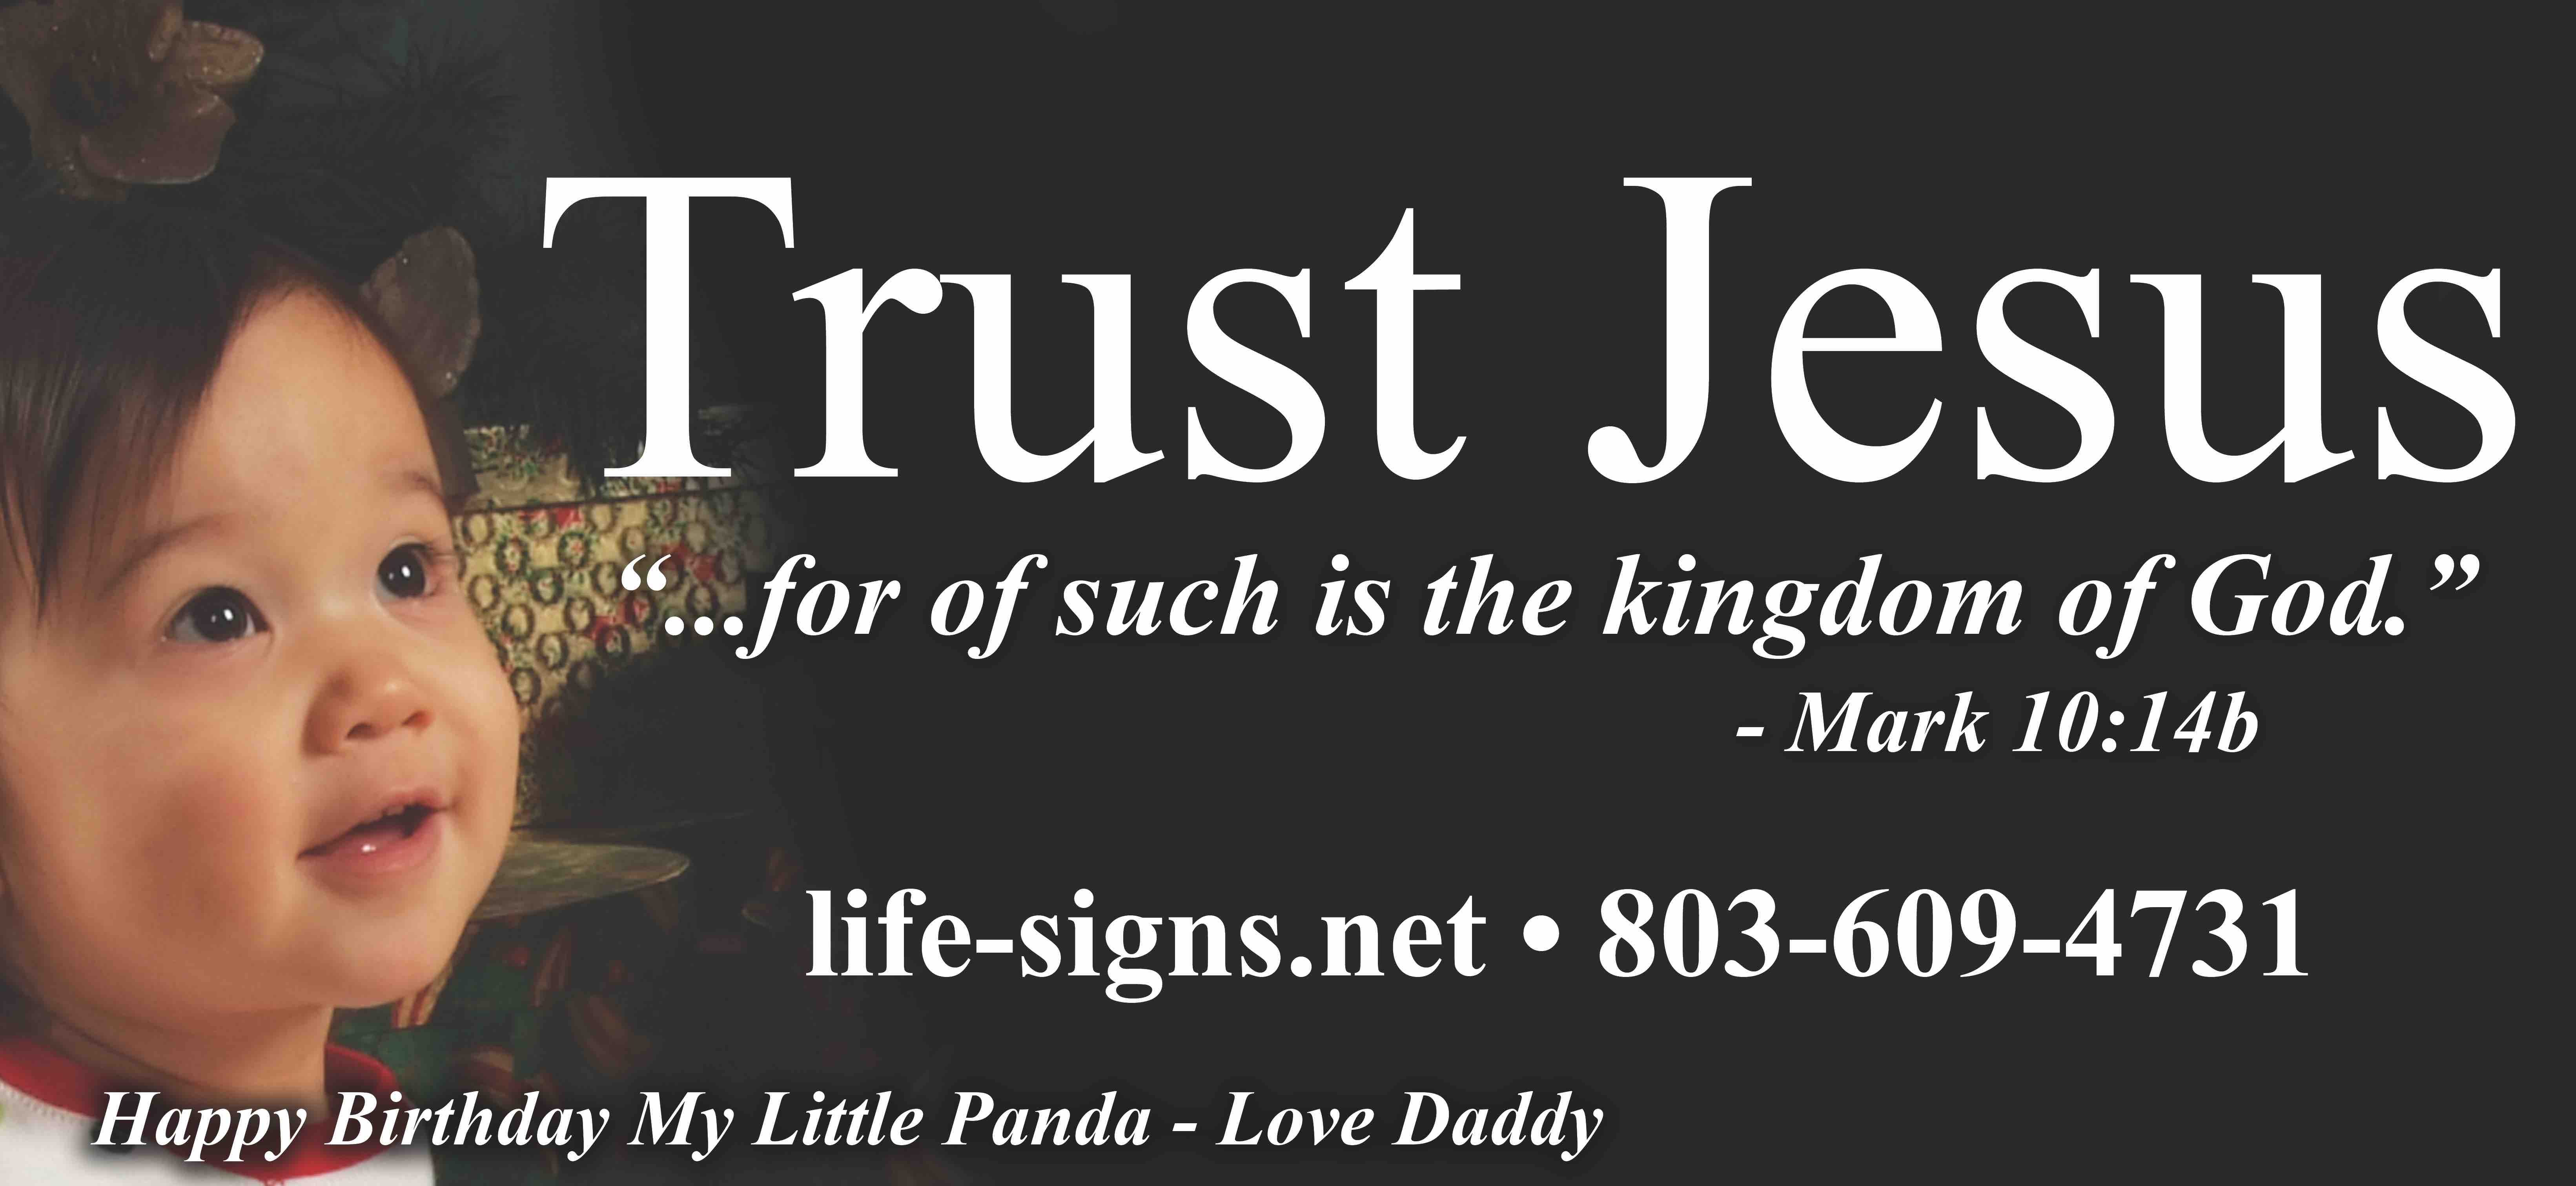 Trust Jesus
“...for of such is the kingdom of God.”
- Mark 10:14b
life-signs.net • 803-609-4731
Happy Birthday My Little Panda - Love Daddy